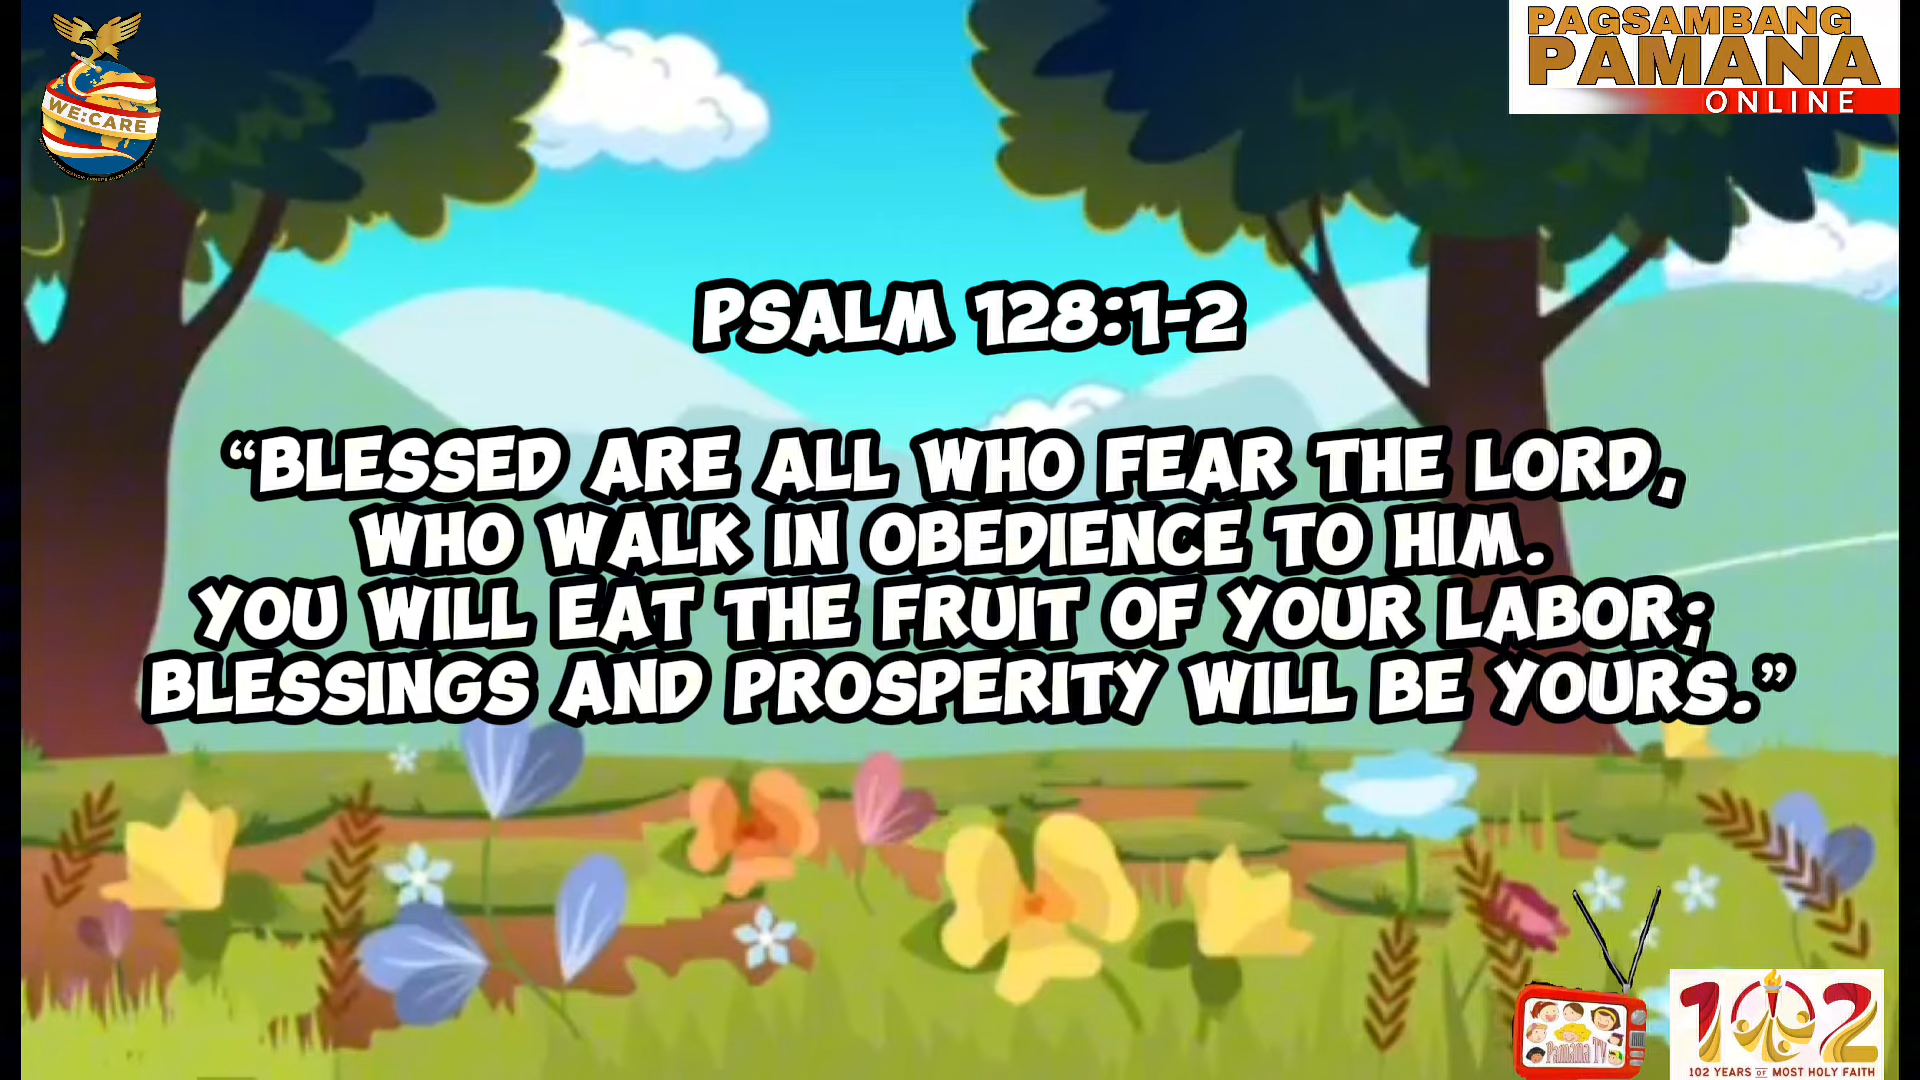 WE:CARE
PAGSAMBANG
PAMANA
ONLINE
PSALM 128:1-2
“BLESSED ARE ALL WHO FEAR THE LORD,
WHO WALK IN OBEDIENCE TO HIM.
YOU WILL EAT THE FRUIT OF YOUR LABOR;
BLESSINGS AND PROSPERITY WILL BE YOURS.”
Pamana TV
102
102 YEARS OF MOST HOLY FAITH